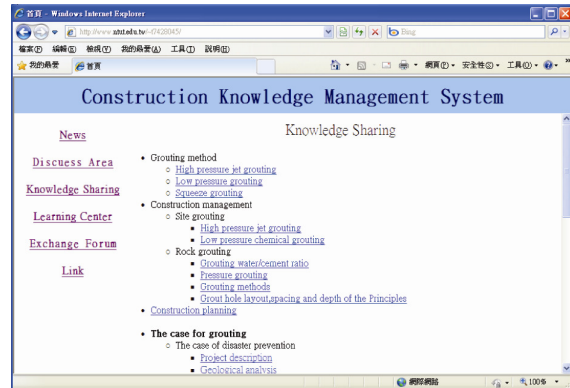 首頁 - Windows Internet Explorer
http://www.ntut.edu.tw/~f7428045/
Bing
檔案(F) 編輯(E) 檢視(V) 我的最愛(A) 工具(T) 說明(H)
我的最愛 首頁 網頁(P) 安全性(S) 工具(O)
Construction Knowledge Management System
News
Discuess Area
Knowledge Sharing
Learning Center
Exchange Forum
Link
Knowledge Sharing
Grouting method
High pressure jet grouting
Low pressure grouting
Squeeze grouting
Construction management
Site grouting
High pressure jet grouting
Low pressure chemical grouting
Rock grouting
Grouting water/cement ratio
Pressure grouting
Grouting methods
Grout hole layout,spacing and depth of the Principles
Construction planning
The case for grouting
The case of disaster prevention
Project description
Geological analysis
網際網路 100%